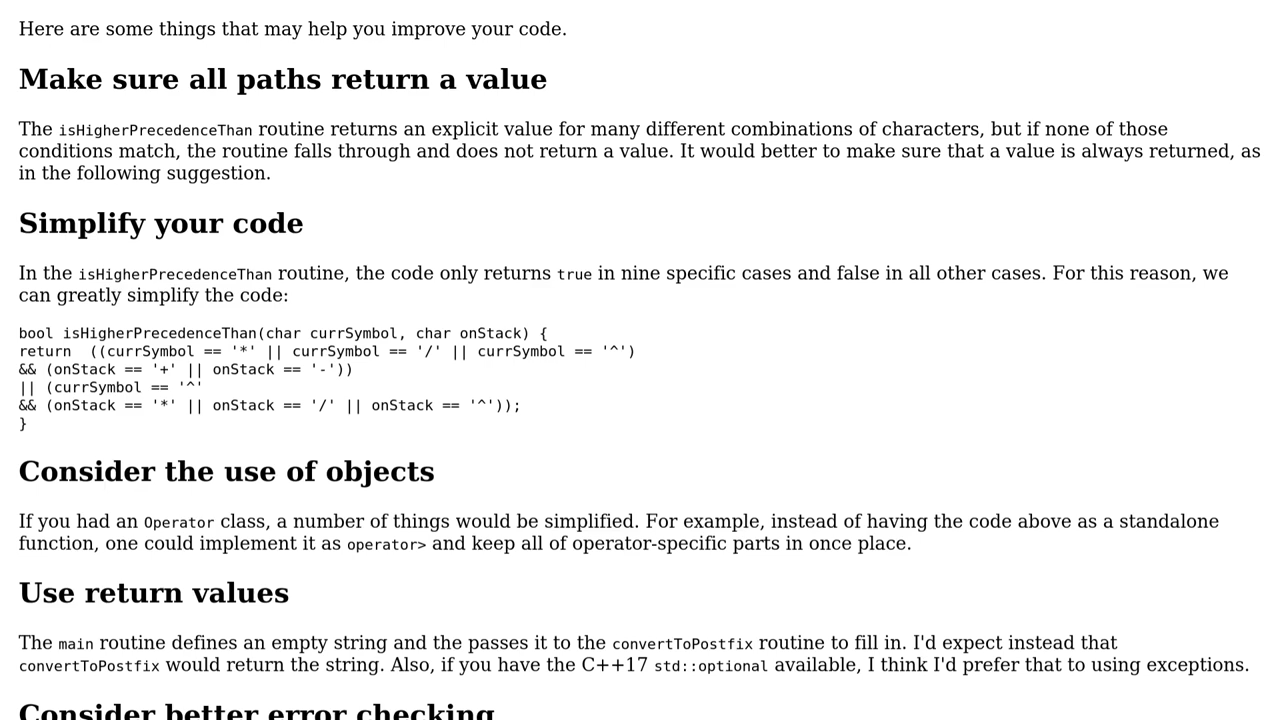 Here are some things that may help you improve your code.
Make sure all paths return a value
The isHigherPrecedenceThan routine returns an explicit value for many different combinations of characters, but if none of those
conditions match, the routine falls through and does not return a value. It would better to make sure that a value is always returned, as
in the following suggestion.
Simplify your code
In the isHigherPrecedenceThan routine, the code only returns true in nine specific cases and false in all other cases. For this reason, we
can greatly simplify the code:
bool isHigherPrecedenceThan(char currSymbol, char onStack) {
return  ((currSymbol == '*' || currSymbol == '/' || currSymbol == '^')
&& (onStack == '+' || onStack == '-'))
|| (currSymbol == '^'
&& (onStack == '*' || onStack == '/' || onStack == '^'));
}
Consider the use of objects
If you had an Operator class, a number of things would be simplified. For example, instead of having the code above as a standalone
function, one could implement it as operator> and keep all of operator-specific parts in once place.
Use return values
The main routine defines an empty string and the passes it to the convertToPostfix routine to fill in. I'd expect instead that
convertToPostfix would return the string. Also, if you have the C++17 std::optional available, I think I'd prefer that to using exceptions.
Consider better error checking